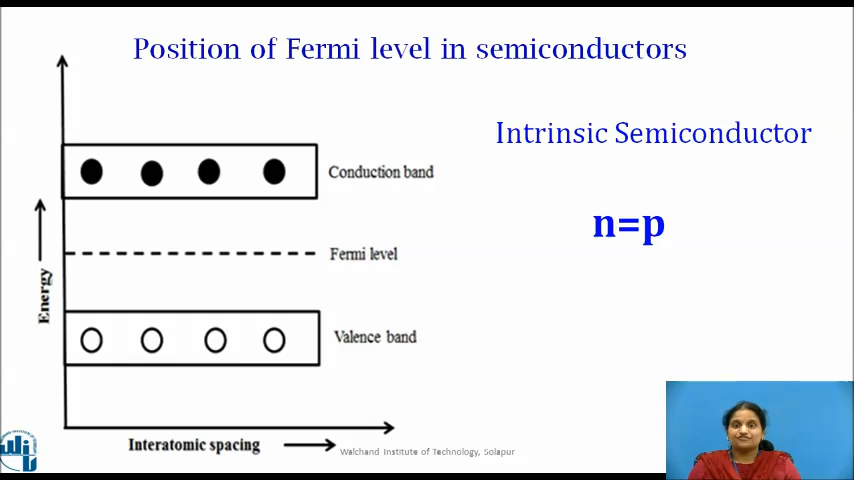 Position of Fermi level in semiconductors
Intrinsic Semiconductor
n=p
Conduction band
Fermi level
Valence band
Energy
Interatomic spacing
Walchand Institute of Technology, Solapur